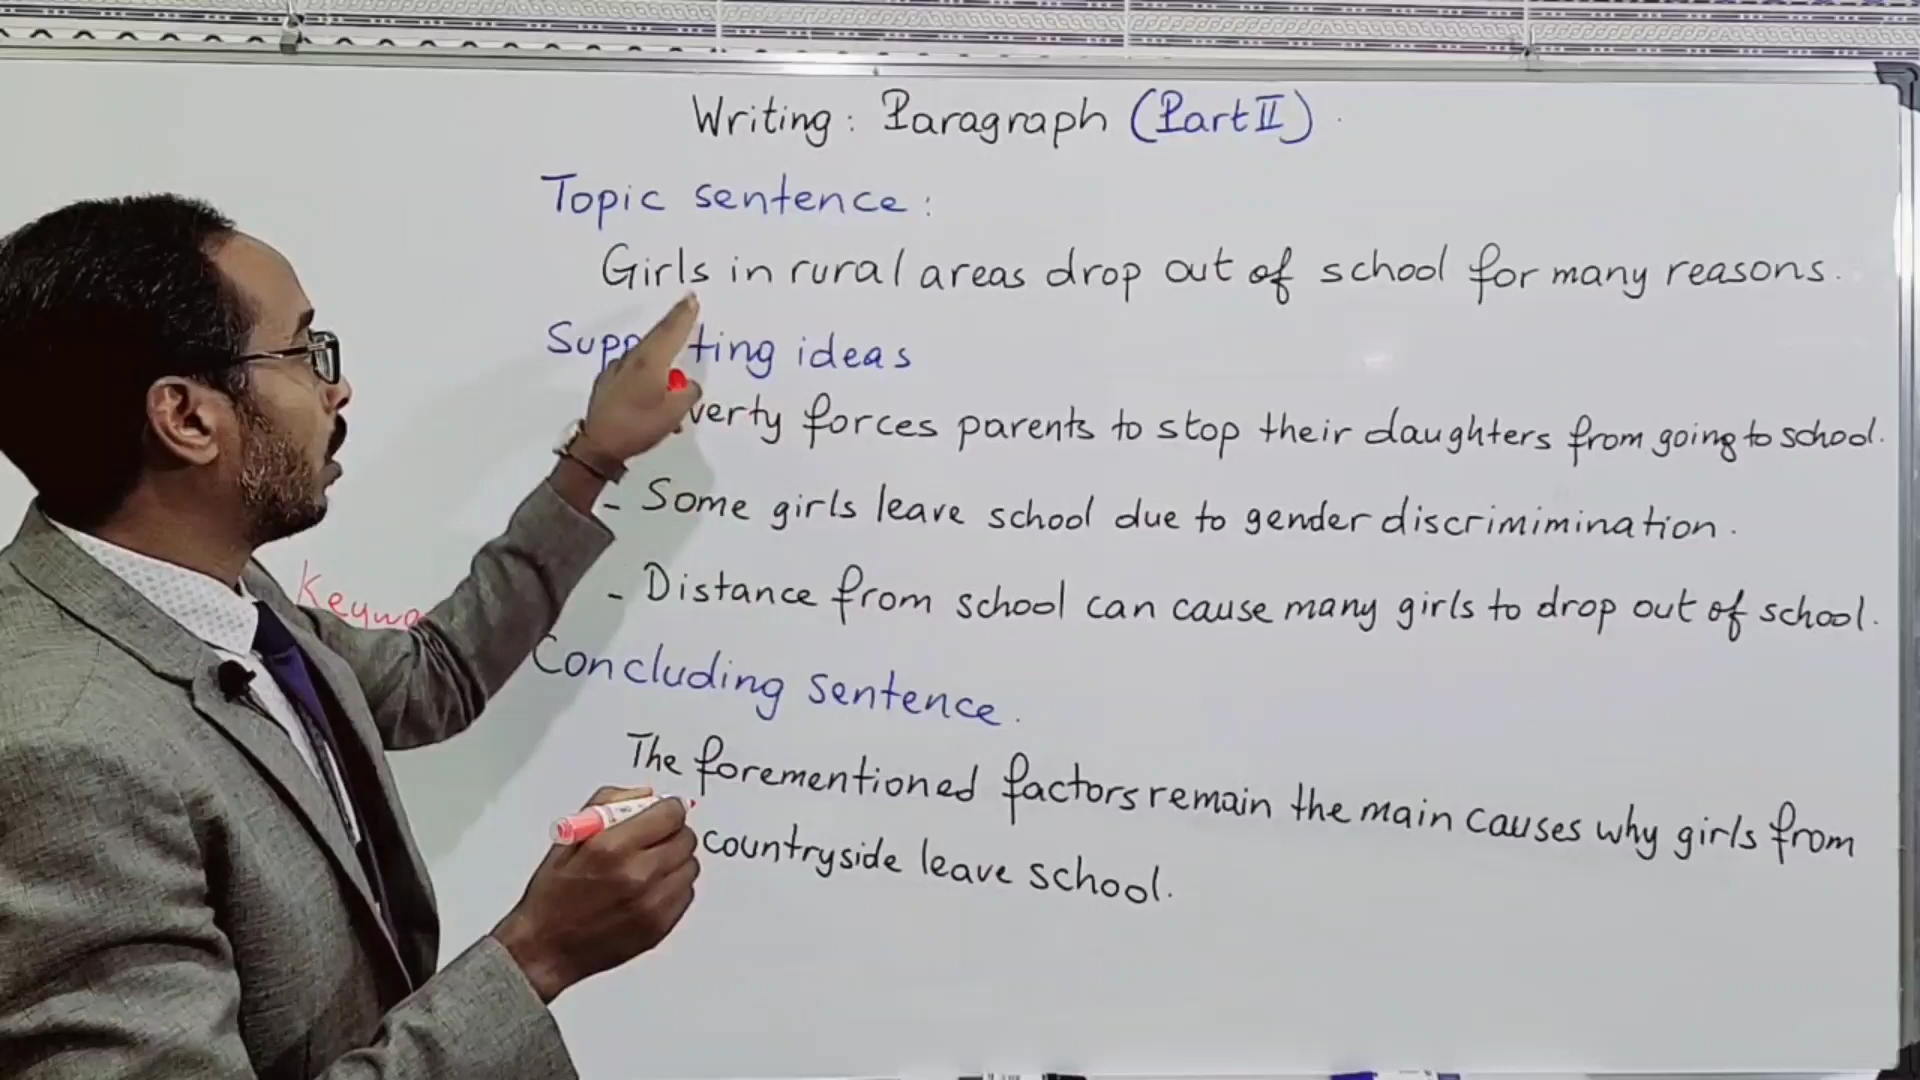 Writing: Paragraph (Part II)
Topic sentence:
Girls in rural areas drop out of school for many reasons.
Supporting ideas
forces parents to stop their daughters from going to school.
- Some girls leave school due to gender discrimimination.
- Distance from school can cause many girls to drop out of school.
Concluding sentence.
The forementioned factors remain the main causes why girls from
countryside leave school.